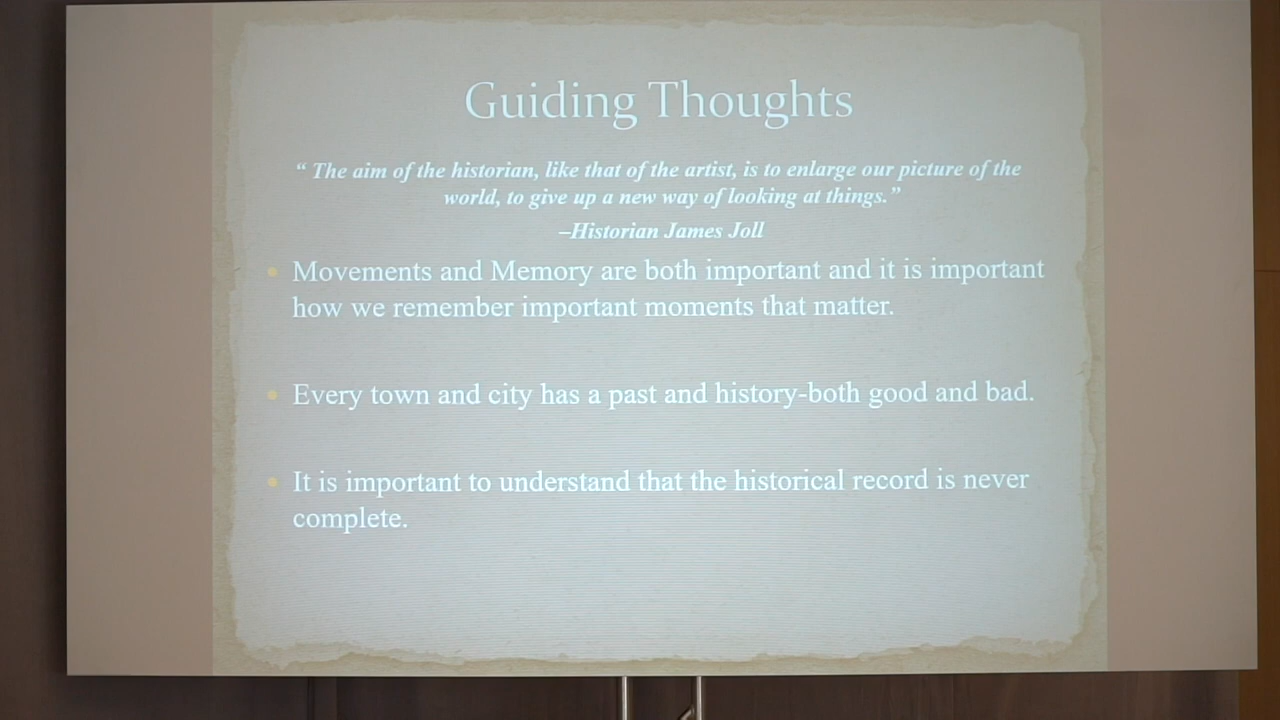 Guiding Thoughts
“ The aim of the historian, like that of the artist, is to enlarge our picture of the
world, to give up a new way of looking at things.”
–Historian James Joll
• Movements and Memory are both important and it is important
how we remember important moments that matter.
• Every town and city has a past and history-both good and bad.
• It is important to understand that the historical record is never
complete.